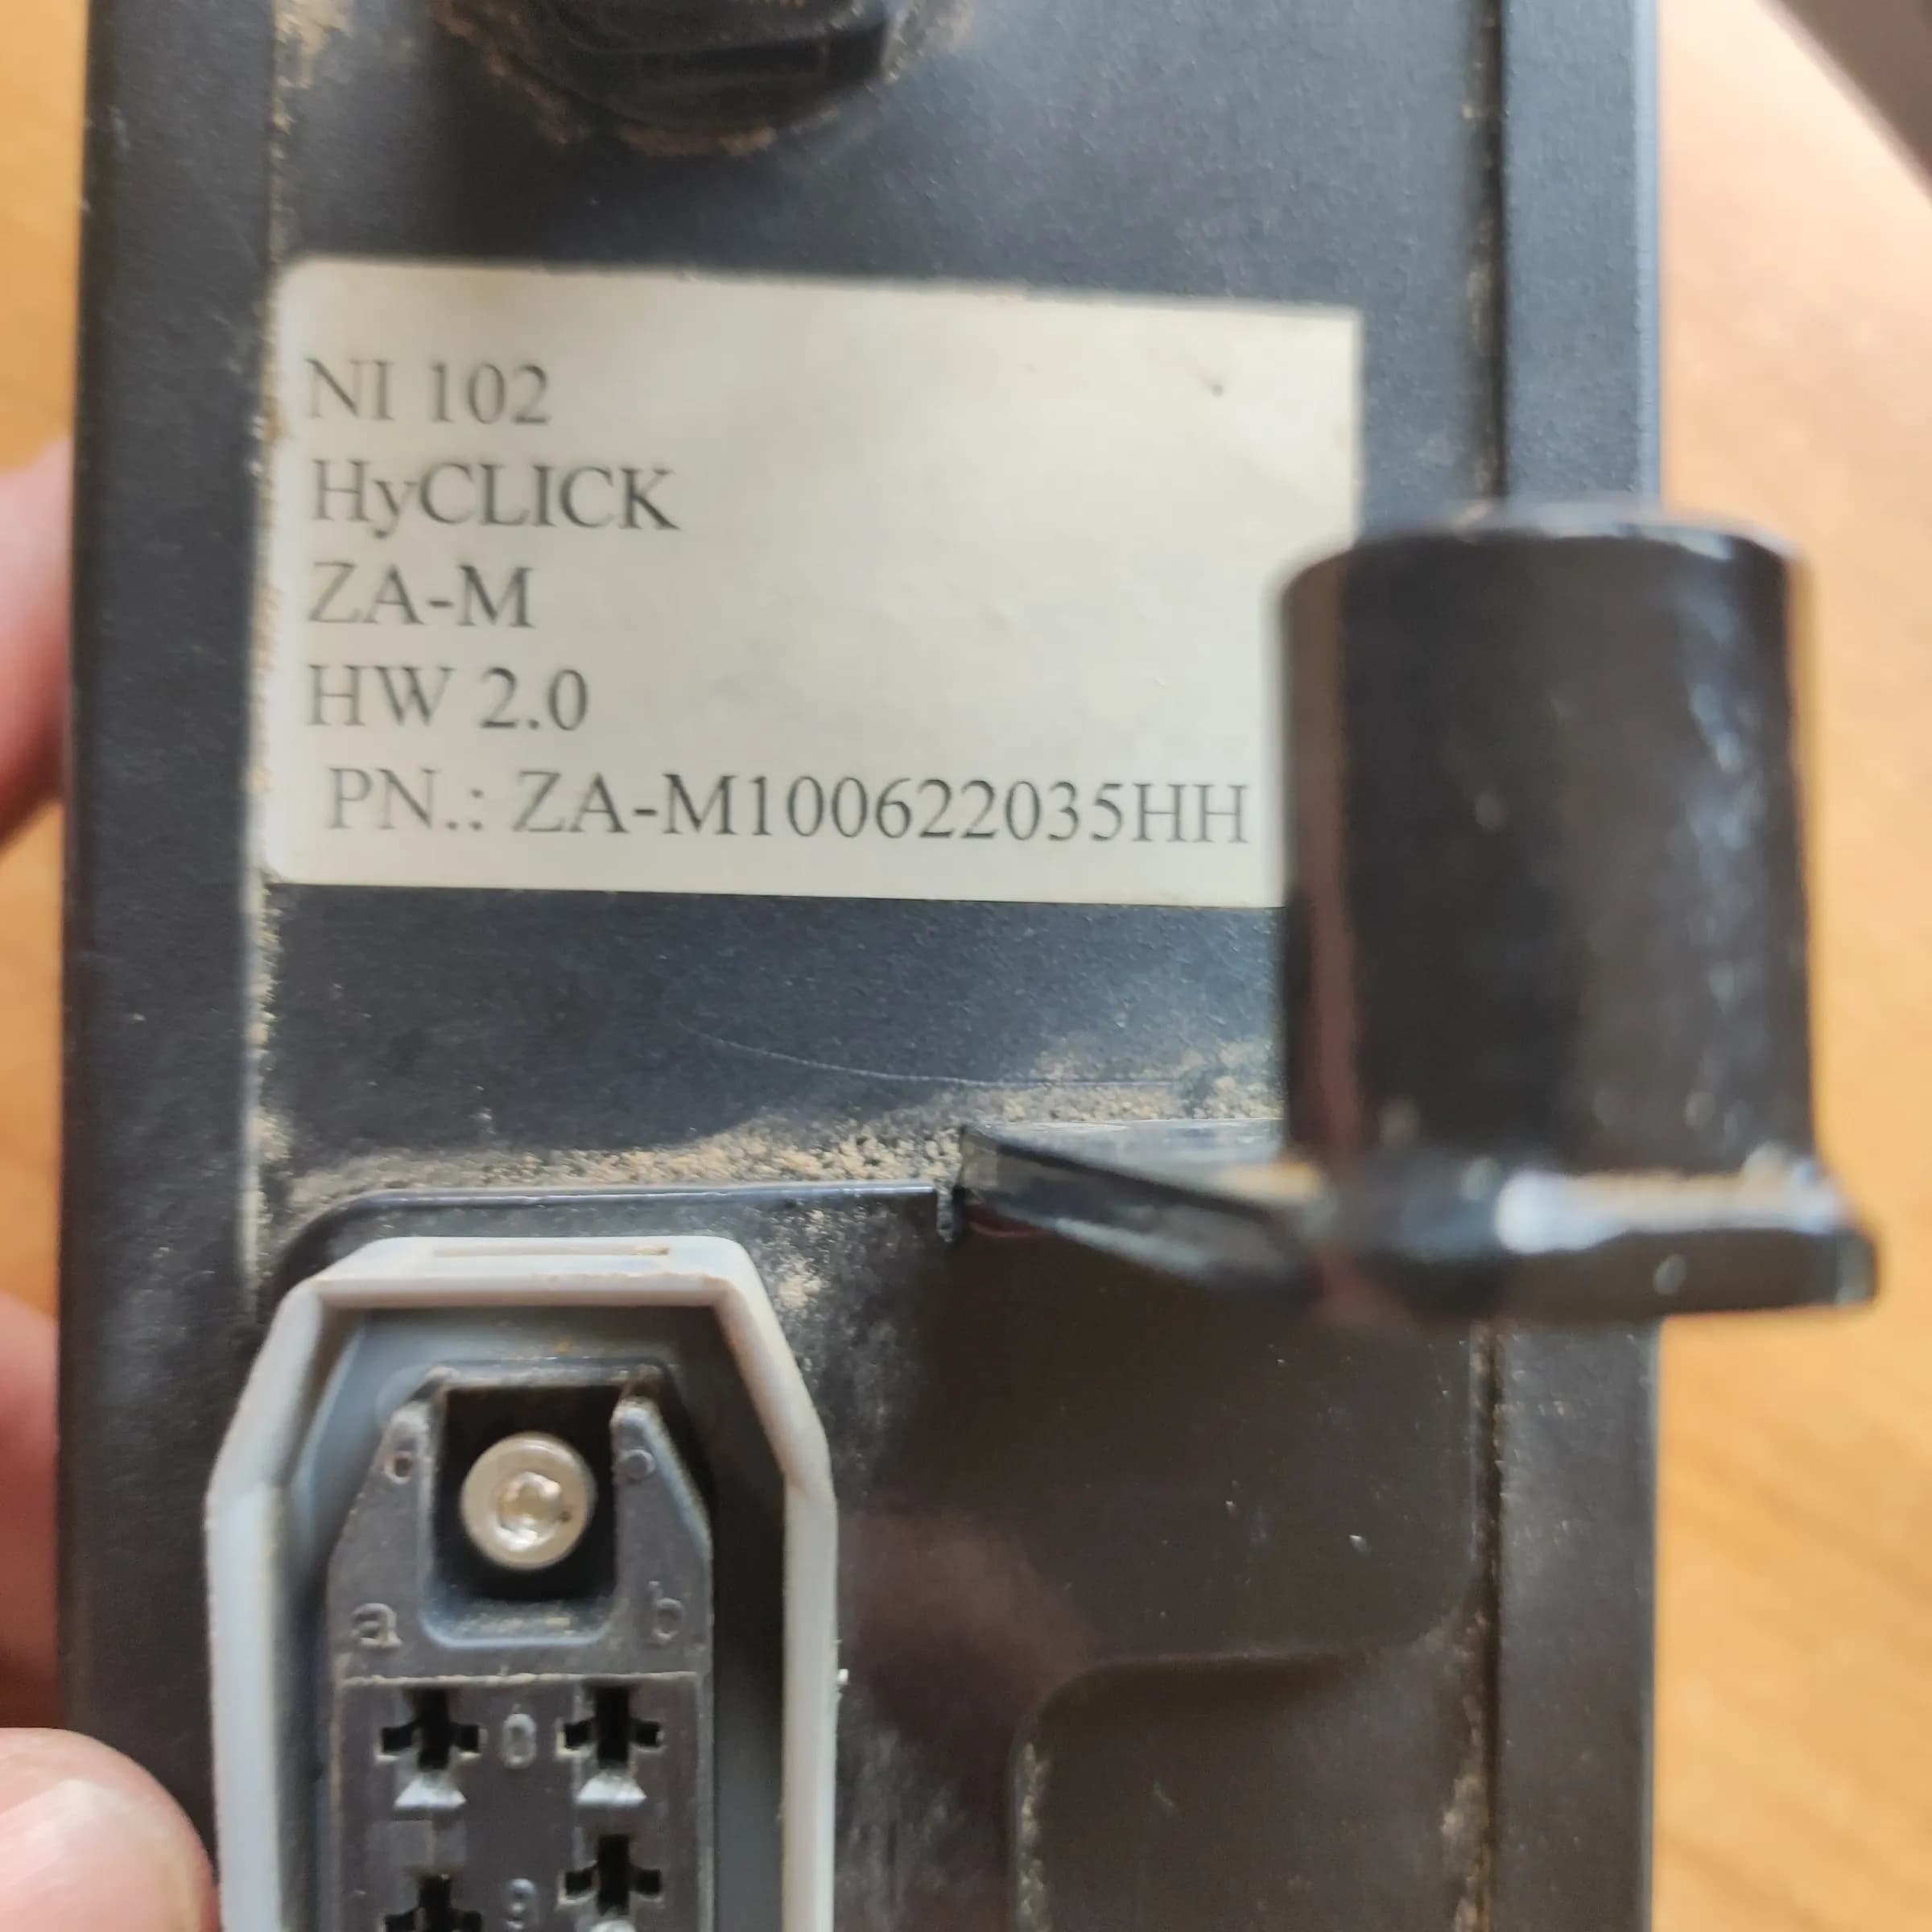 NI 102
HyCLICK
ZA-M
HW 2.0
PN.: ZA-M100622035HH
a b